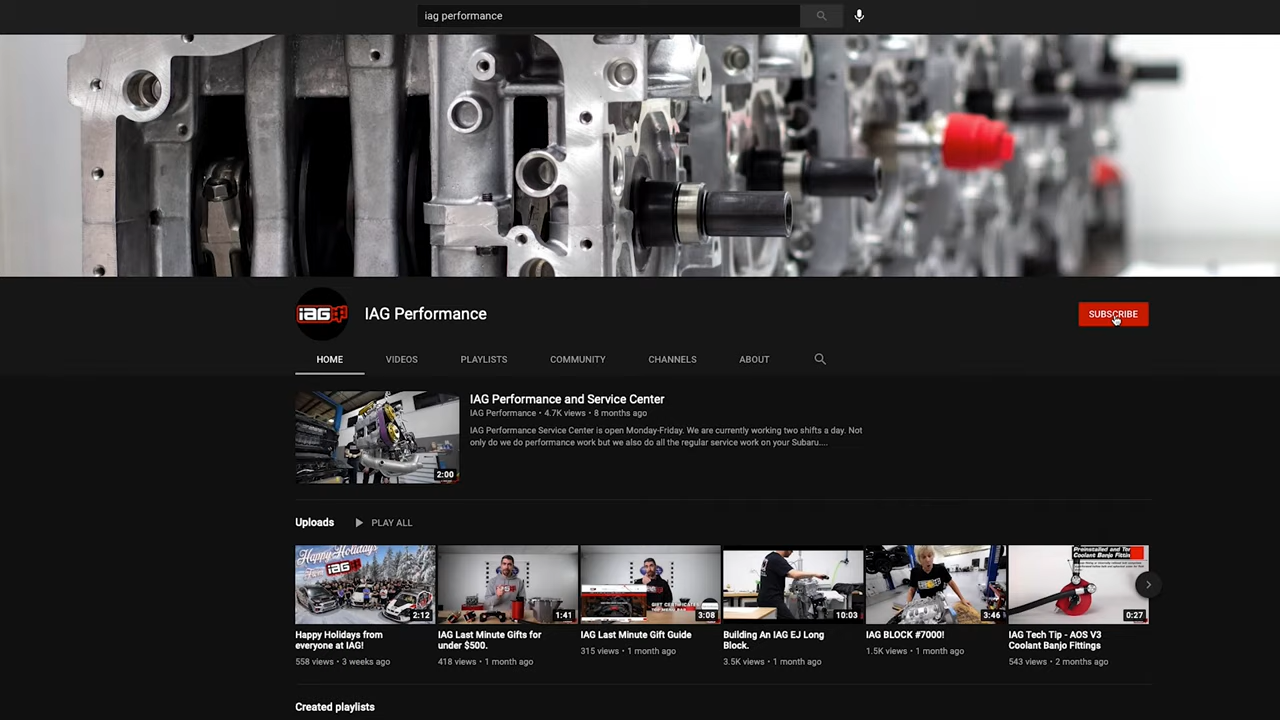 iag performance
iag
IAG Performance
SUBSCRIBE
HOME
VIDEOS
PLAYLISTS
COMMUNITY
CHANNELS
ABOUT
2:00
IAG Performance and Service Center
IAG Performance • 4.7K views • 8 months ago
IAG Performance Service Center is open Monday-Friday. We are currently working two shifts a day. Not
only do we do performance work but we also do all the regular service work on your Subaru....
Uploads
PLAY ALL
Happy Holidays
iag
2:12
Happy Holidays from
everyone at IAG!
558 views • 3 weeks ago
1:41
IAG Last Minute Gifts for
under $500.
418 views • 1 month ago
GIFT CERTIFICATES
3:08
IAG Last Minute Gift Guide
315 views • 1 month ago
10:03
Building An IAG EJ Long
Block.
3.5K views • 1 month ago
3:46
IAG BLOCK #7000!
1.5K views • 1 month ago
Coolant Banjo Fittin
0:27
IAG Tech Tip - AOS V3
Coolant Banjo Fittings
543 views • 2 months ago
Created playlists